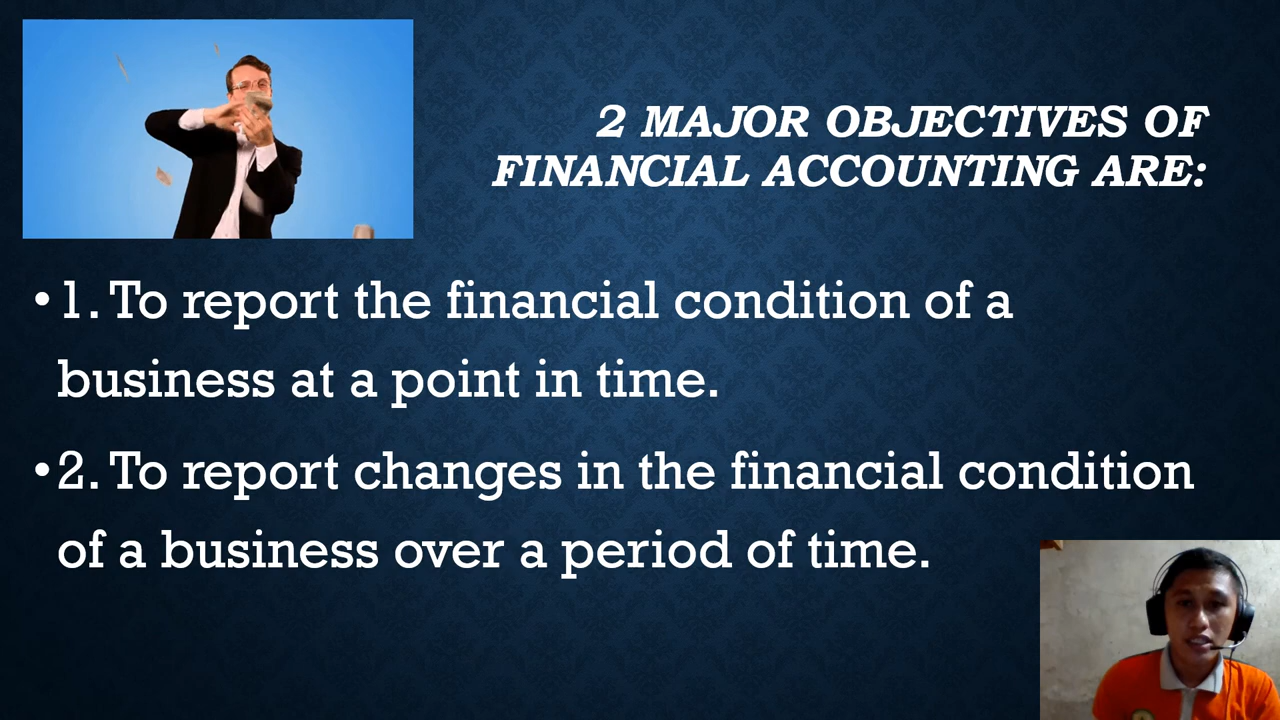 2 MAJOR OBJECTIVES OF
FINANCIAL ACCOUNTING ARE:
• 1. To report the financial condition of a
business at a point in time.
• 2. To report changes in the financial condition
of a business over a period of time.